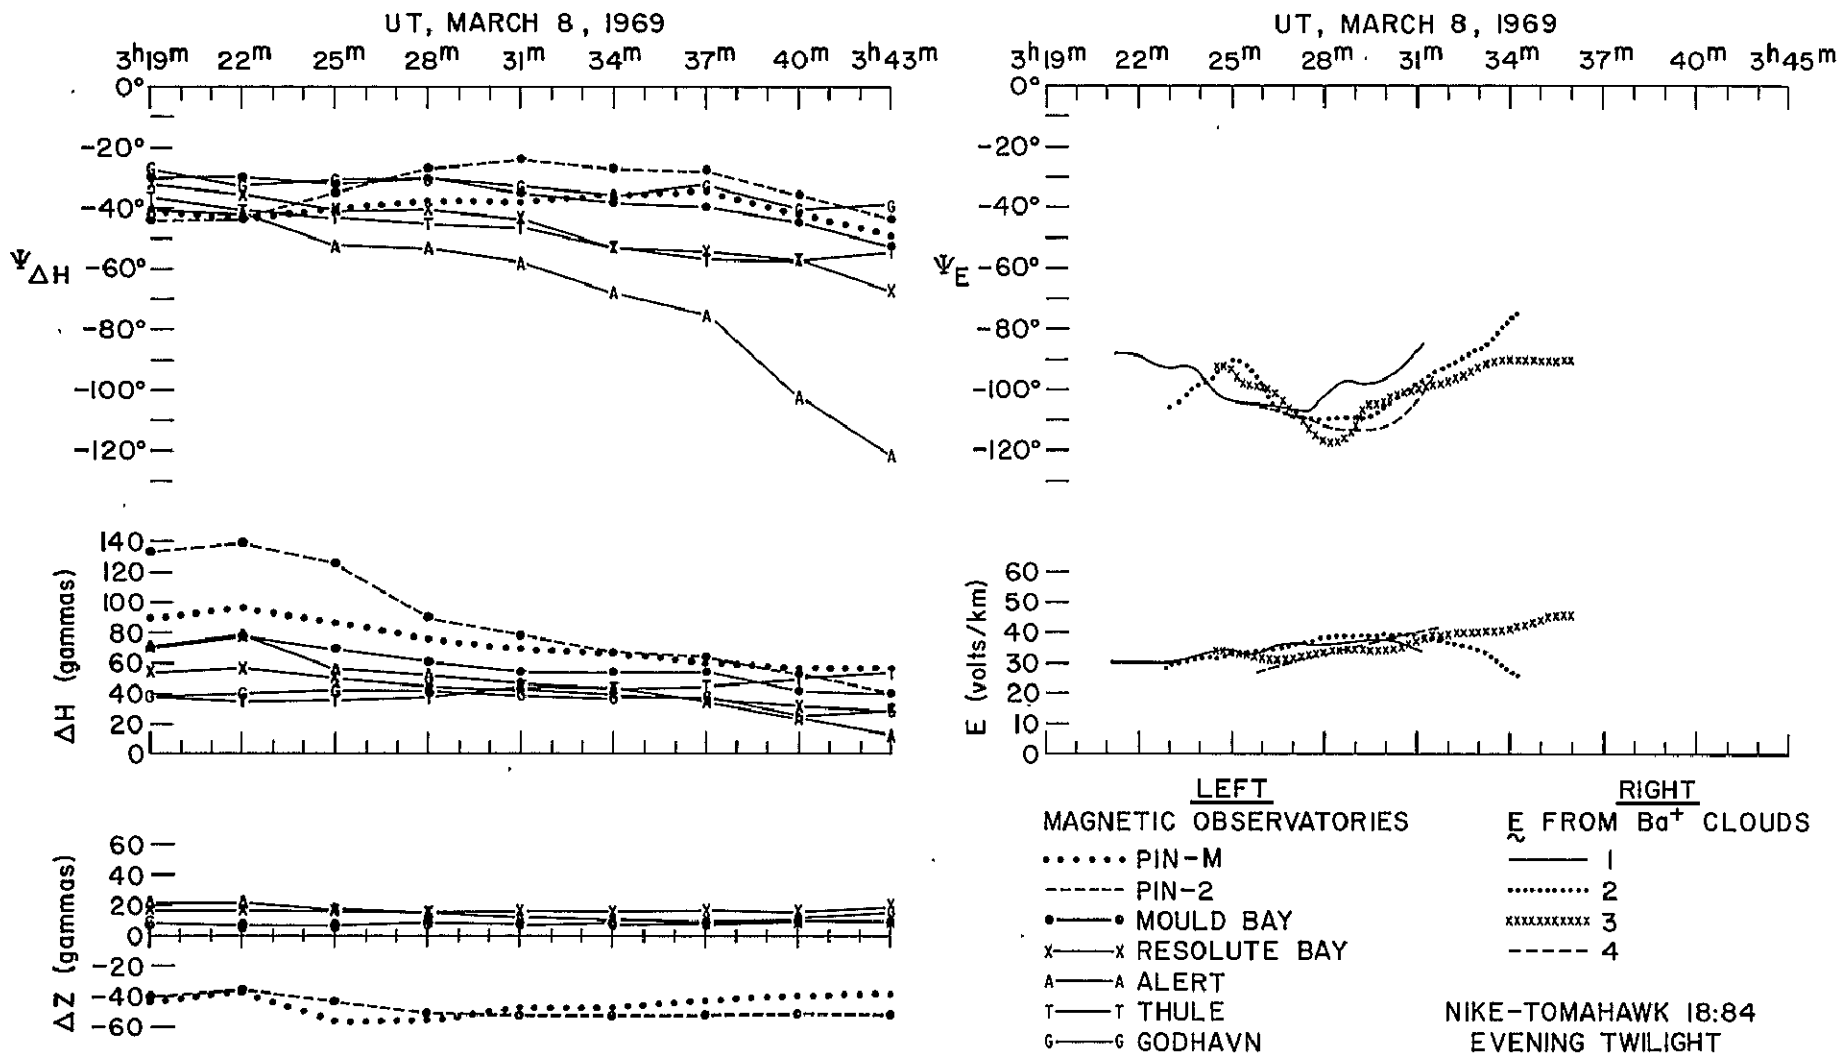 UT, MARCH 8, 1969
3h19m 22m 25m 28m 31m 34m 37m 40m 3h43m
0°
-20°
-40°
-60°
-80°
-100°
-120°
ΨΔH
140
120
100
80
60
40
20
0
ΔH (gammas)
60
40
20
0
-20
-40
-60
ΔZ (gammas)
UT, MARCH 8, 1969
3h19m 22m 25m 28m 31m 34m 37m 40m 3h45m
0°
-20°
-40°
-60°
-80°
-100°
-120°
ΨE
60
50
40
30
20
10
0
E (volts/km)
LEFT
MAGNETIC OBSERVATORIES
PIN-M
PIN-2
MOULD BAY
X X RESOLUTE BAY
A A ALERT
T T THULE
G G GODHAVN
RIGHT
E FROM Ba+ CLOUDS
1
2
xxxxxxxxxx 3
4
NIKE-TOMAHAWK 18:84
EVENING TWILIGHT